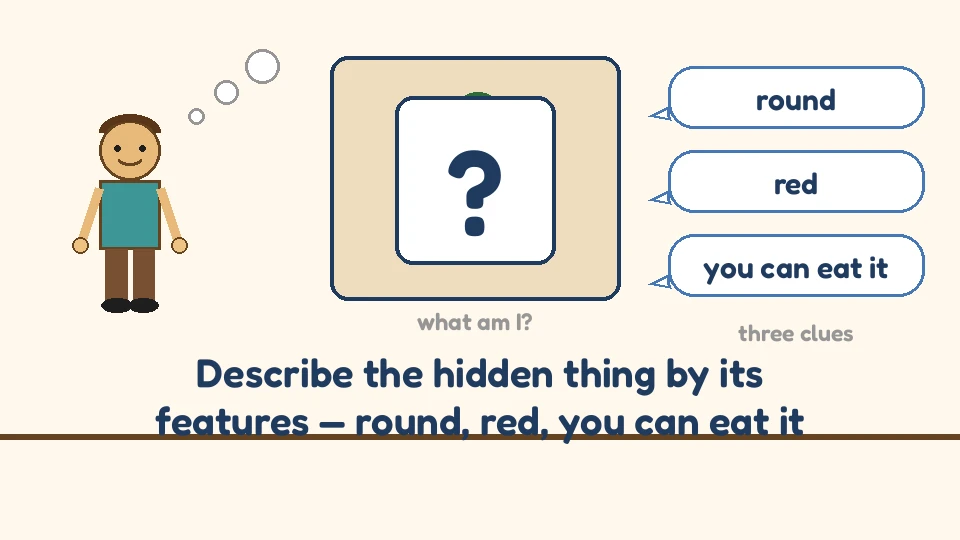 ?
round
red
you can eat it
what am I?
three clues
Describe the hidden thing by its
features — round, red, you can eat it